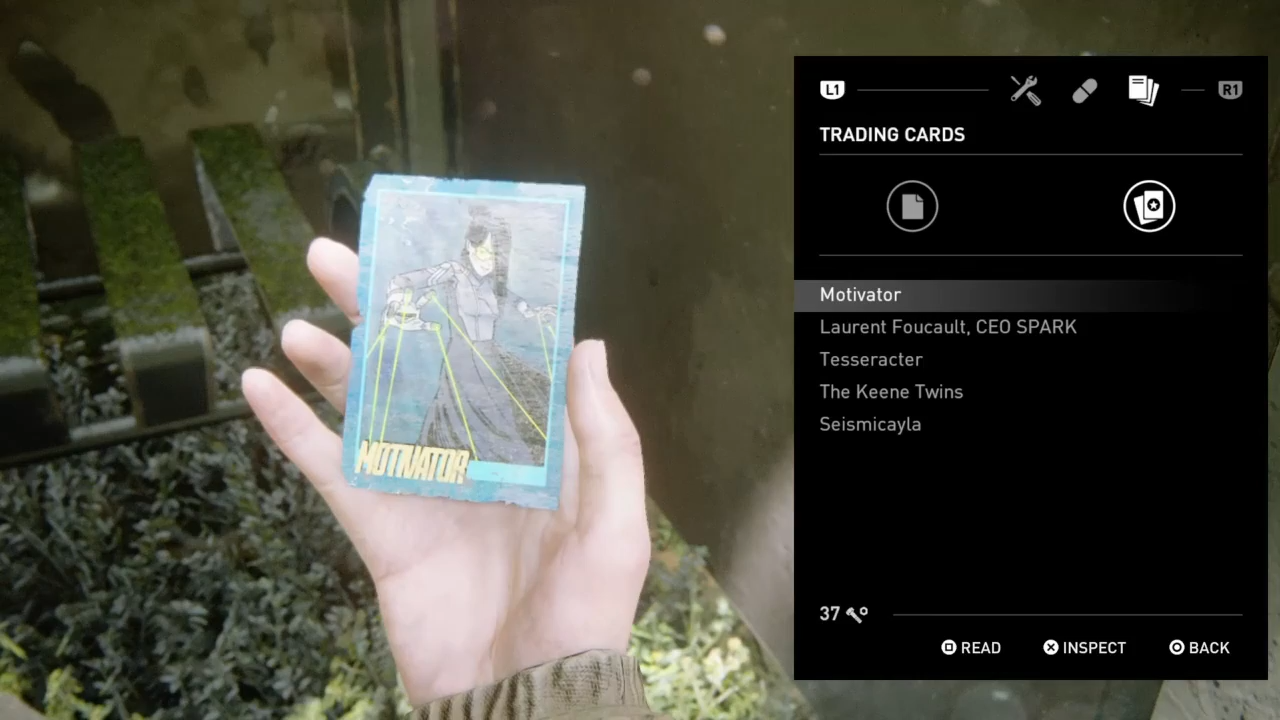 MOTIVATOR
L1
R1
TRADING CARDS
Motivator
Laurent Foucault, CEO SPARK
Tesseracter
The Keene Twins
Seismicayla
37
READ
INSPECT
BACK